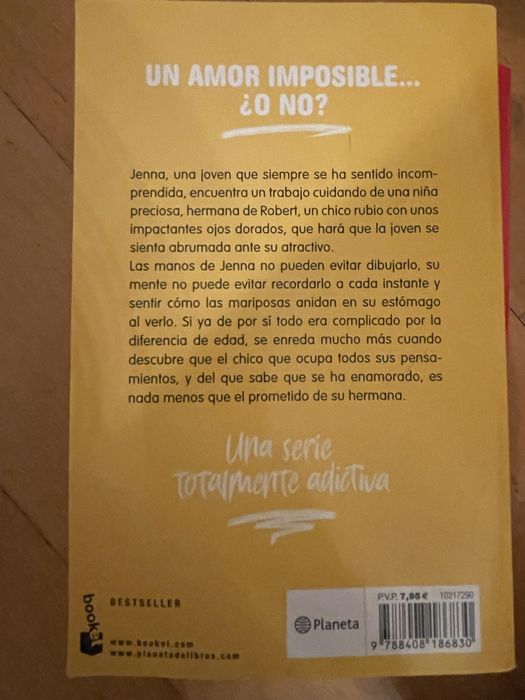 UN AMOR IMPOSIBLE...
¿O NO?
Jenna, una joven que siempre se ha sentido incom-
prendida, encuentra un trabajo cuidando de una niña
preciosa, hermana de Robert, un chico rubio con unos
impactantes ojos dorados, que hará que la joven se
sienta abrumada ante su atractivo.
Las manos de Jenna no pueden evitar dibujarlo, su
mente no puede evitar recordarlo a cada instante y
sentir cómo las mariposas anidan en su estómago
al verlo. Si ya de por sí todo era complicado por la
diferencia de edad, se enreda mucho más cuando
descubre que el chico que ocupa todos sus pensa-
mientos, y del que sabe que se ha enamorado, es
nada menos que el prometido de su hermana.
Una serie
totalmente adictiva
booket
BESTSELLER
www.booket.com
www.planetadelibros.com
Planeta
P.V.P. 7,95 € 10217290
9 788408 186830